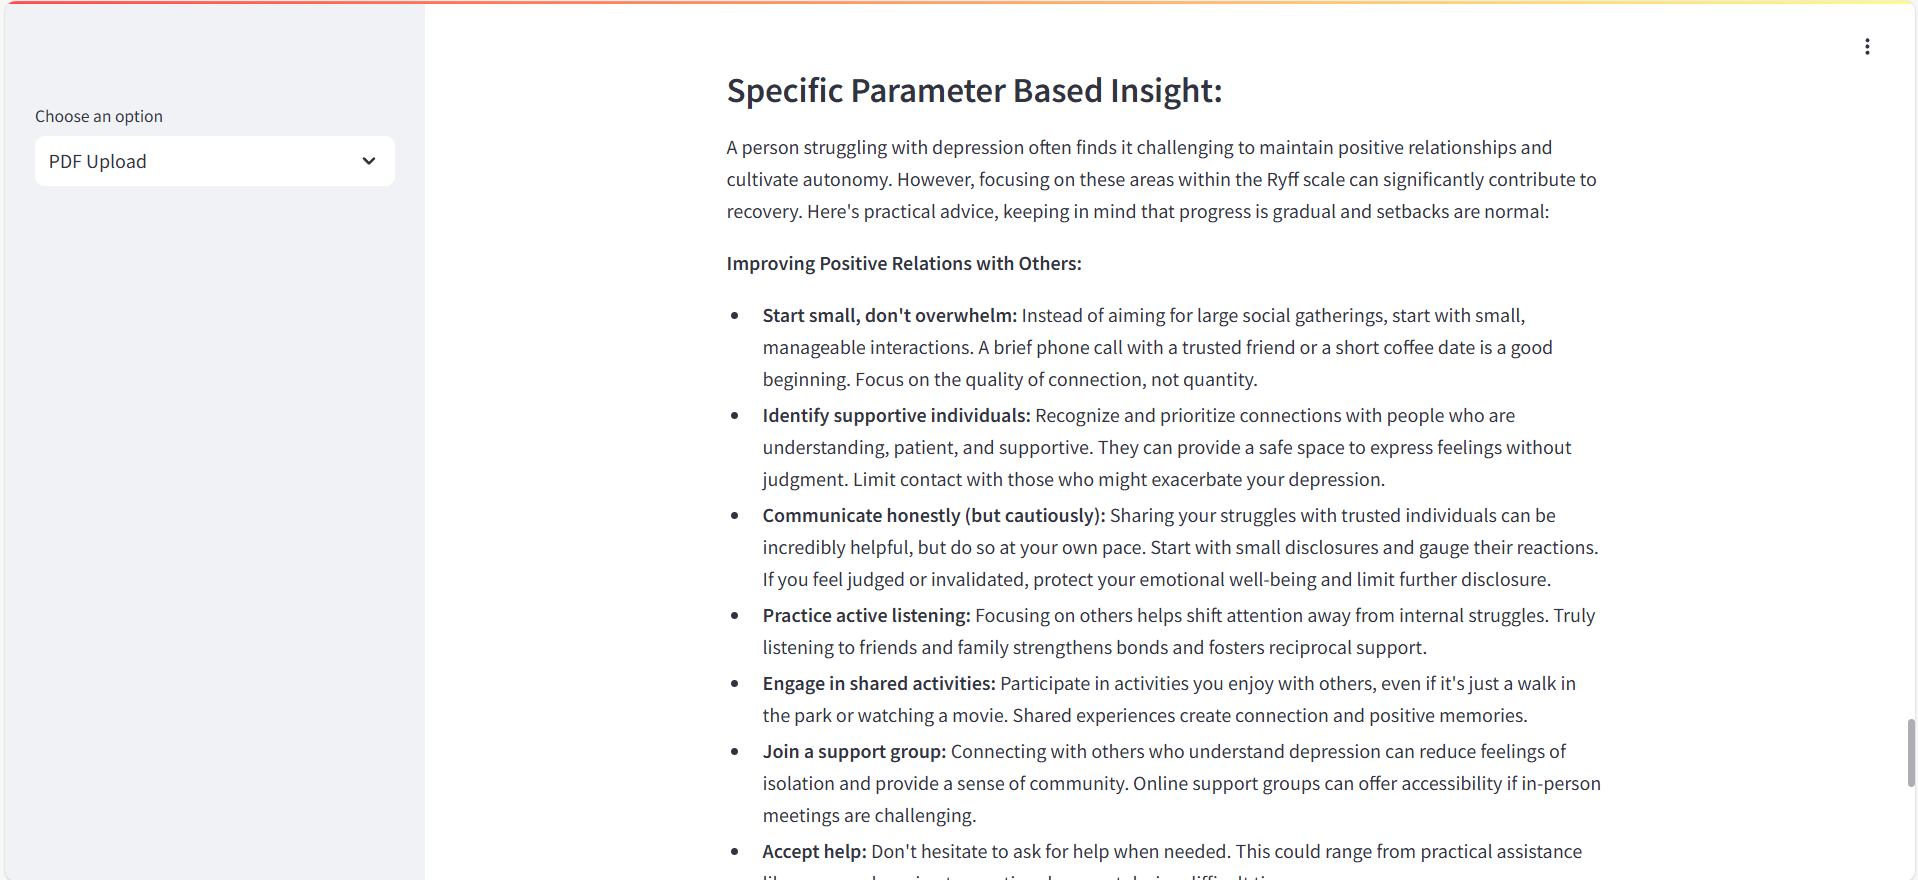 Choose an option
PDF Upload
Specific Parameter Based Insight:
A person struggling with depression often finds it challenging to maintain positive relationships and
cultivate autonomy. However, focusing on these areas within the Ryff scale can significantly contribute to
recovery. Here's practical advice, keeping in mind that progress is gradual and setbacks are normal:
Improving Positive Relations with Others:
• Start small, don't overwhelm: Instead of aiming for large social gatherings, start with small,
manageable interactions. A brief phone call with a trusted friend or a short coffee date is a good
beginning. Focus on the quality of connection, not quantity.
• Identify supportive individuals: Recognize and prioritize connections with people who are
understanding, patient, and supportive. They can provide a safe space to express feelings without
judgment. Limit contact with those who might exacerbate your depression.
• Communicate honestly (but cautiously): Sharing your struggles with trusted individuals can be
incredibly helpful, but do so at your own pace. Start with small disclosures and gauge their reactions.
If you feel judged or invalidated, protect your emotional well-being and limit further disclosure.
• Practice active listening: Focusing on others helps shift attention away from internal struggles. Truly
listening to friends and family strengthens bonds and fosters reciprocal support.
• Engage in shared activities: Participate in activities you enjoy with others, even if it's just a walk in
the park or watching a movie. Shared experiences create connection and positive memories.
• Join a support group: Connecting with others who understand depression can reduce feelings of
isolation and provide a sense of community. Online support groups can offer accessibility if in-person
meetings are challenging.
• Accept help: Don't hesitate to ask for help when needed. This could range from practical assistance